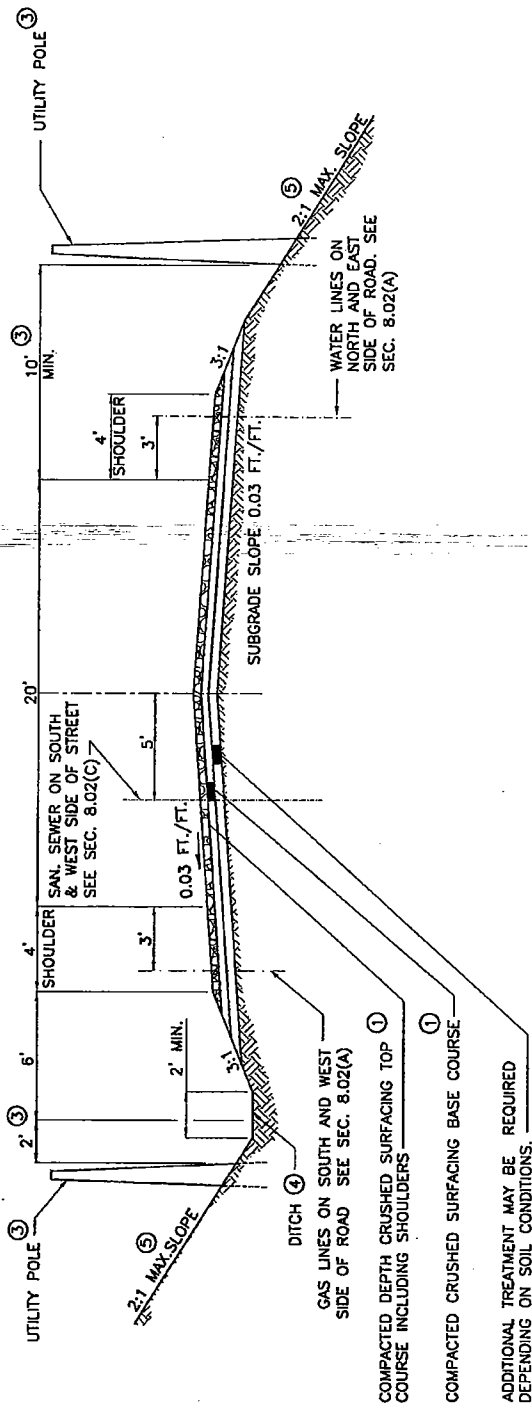 UTILITY POLE ③
2:1 MAX.SLOPE
⑤
2' ③
6'
2' MIN.
3:1
DITCH ④
4'
SHOULDER
3'
SAN. SEWER ON SOUTH
& WEST SIDE OF STREET
SEE SEC. 8.02(C)
0.03 FT./FT.
5'
20'
SUBGRADE SLOPE 0.03 FT./FT.
4'
SHOULDER
3'
3:1
10' ③
MIN.
UTILITY POLE ③
⑤
2:1 MAX. SLOPE
WATER LINES ON
NORTH AND EAST
SIDE OF ROAD. SEE
SEC. 8.02(A)
GAS LINES ON SOUTH AND WEST
SIDE OF ROAD SEE SEC. 8.02(A)
COMPACTED DEPTH CRUSHED SURFACING TOP ①
COURSE INCLUDING SHOULDERS
COMPACTED CRUSHED SURFACING BASE COURSE ①
ADDITIONAL TREATMENT MAY BE REQUIRED
DEPENDING ON SOIL CONDITIONS.